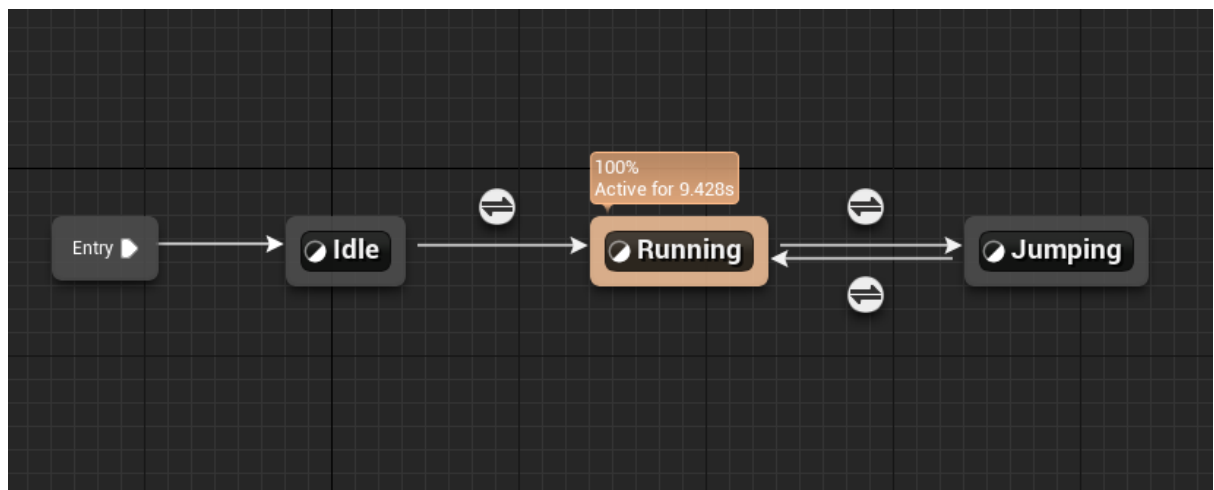 100%
Active for 9.428s
Entry
Idle
Running
Jumping